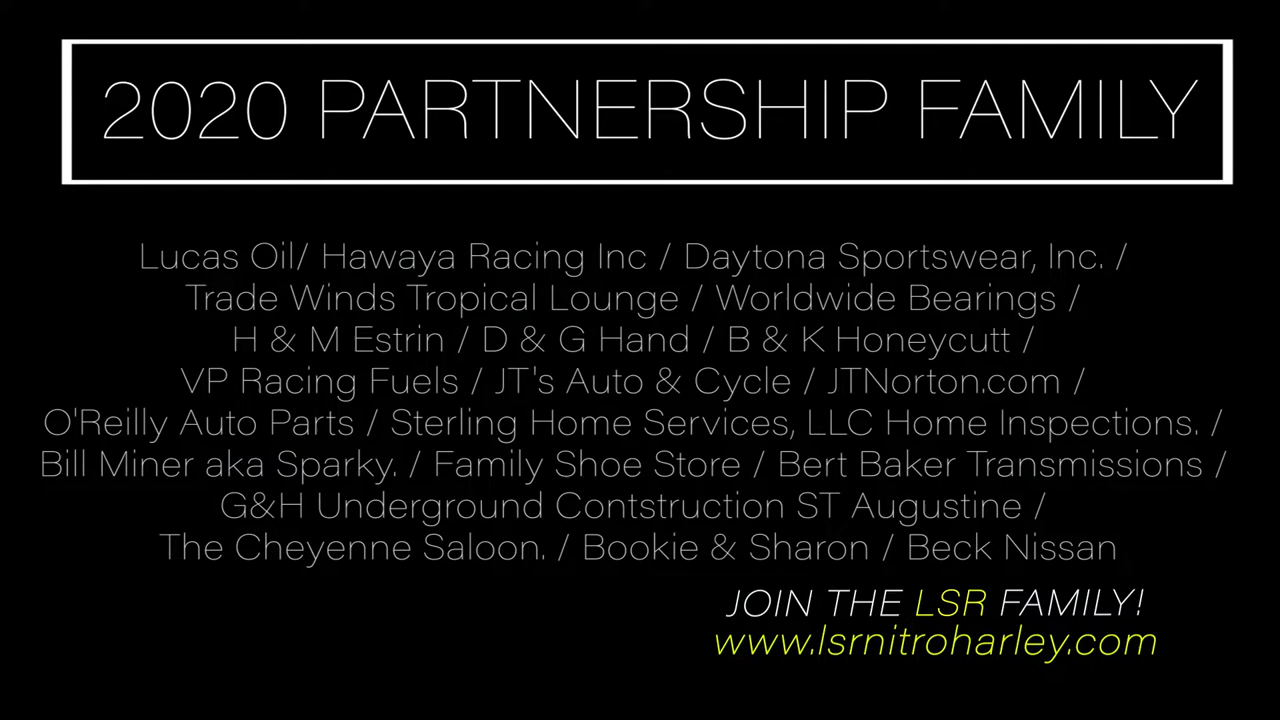 2020 PARTNERSHIP FAMILY
Lucas Oil/ Hawaya Racing Inc / Daytona Sportswear, Inc. /
Trade Winds Tropical Lounge / Worldwide Bearings /
H & M Estrin / D & G Hand / B & K Honeycutt /
VP Racing Fuels / JT's Auto & Cycle / JTNorton.com /
O'Reilly Auto Parts / Sterling Home Services, LLC Home Inspections. /
Bill Miner aka Sparky. / Family Shoe Store / Bert Baker Transmissions /
G&H Underground Contstruction ST Augustine /
The Cheyenne Saloon. / Bookie & Sharon / Beck Nissan
JOIN THE LSR FAMILY!
www.lsrnitroharley.com